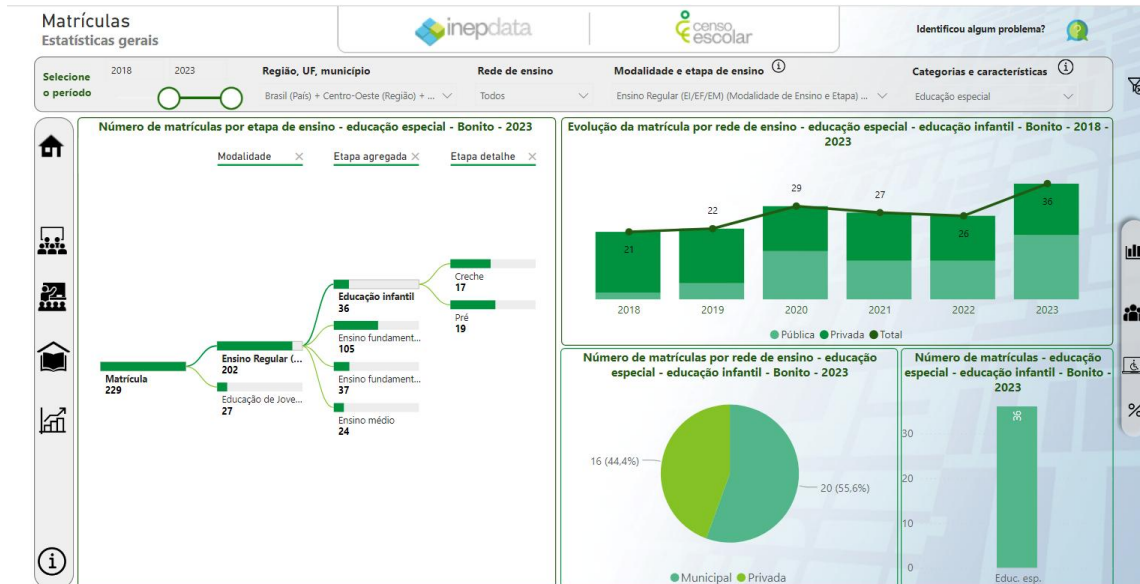 Matrículas
Estatísticas gerais
inepdata
censo
escolar
Identificou algum problema?
Selecione
o período
2018 2023
Região, UF, município
Brasil (País) + Centro-Oeste (Região) + ...
Rede de ensino
Todos
Modalidade e etapa de ensino
Ensino Regular (EI/EF/EM) (Modalidade de Ensino e Etapa) ...
Categorias e características
Educação especial
Número de matrículas por etapa de ensino - educação especial - Bonito - 2023
Modalidade
Etapa agregada
Etapa detalhe
Matrícula
229
Ensino Regular (...
202
Educação de Jove...
27
Educação infantil
36
Ensino fundament...
105
Ensino fundament...
37
Ensino médio
24
Creche
17
Pré
19
Evolução da matrícula por rede de ensino - educação especial - educação infantil - Bonito - 2018 -
2023
21
22
29
27
26
36
2018 2019 2020 2021 2022 2023
Pública Privada Total
Número de matrículas por rede de ensino - educação
especial - educação infantil - Bonito - 2023
16 (44.4%)
20 (55.6%)
Municipal Privada
Número de matrículas - educação
especial - educação infantil - Bonito -
2023
36
30
20
10
0
Educ. esp.
%